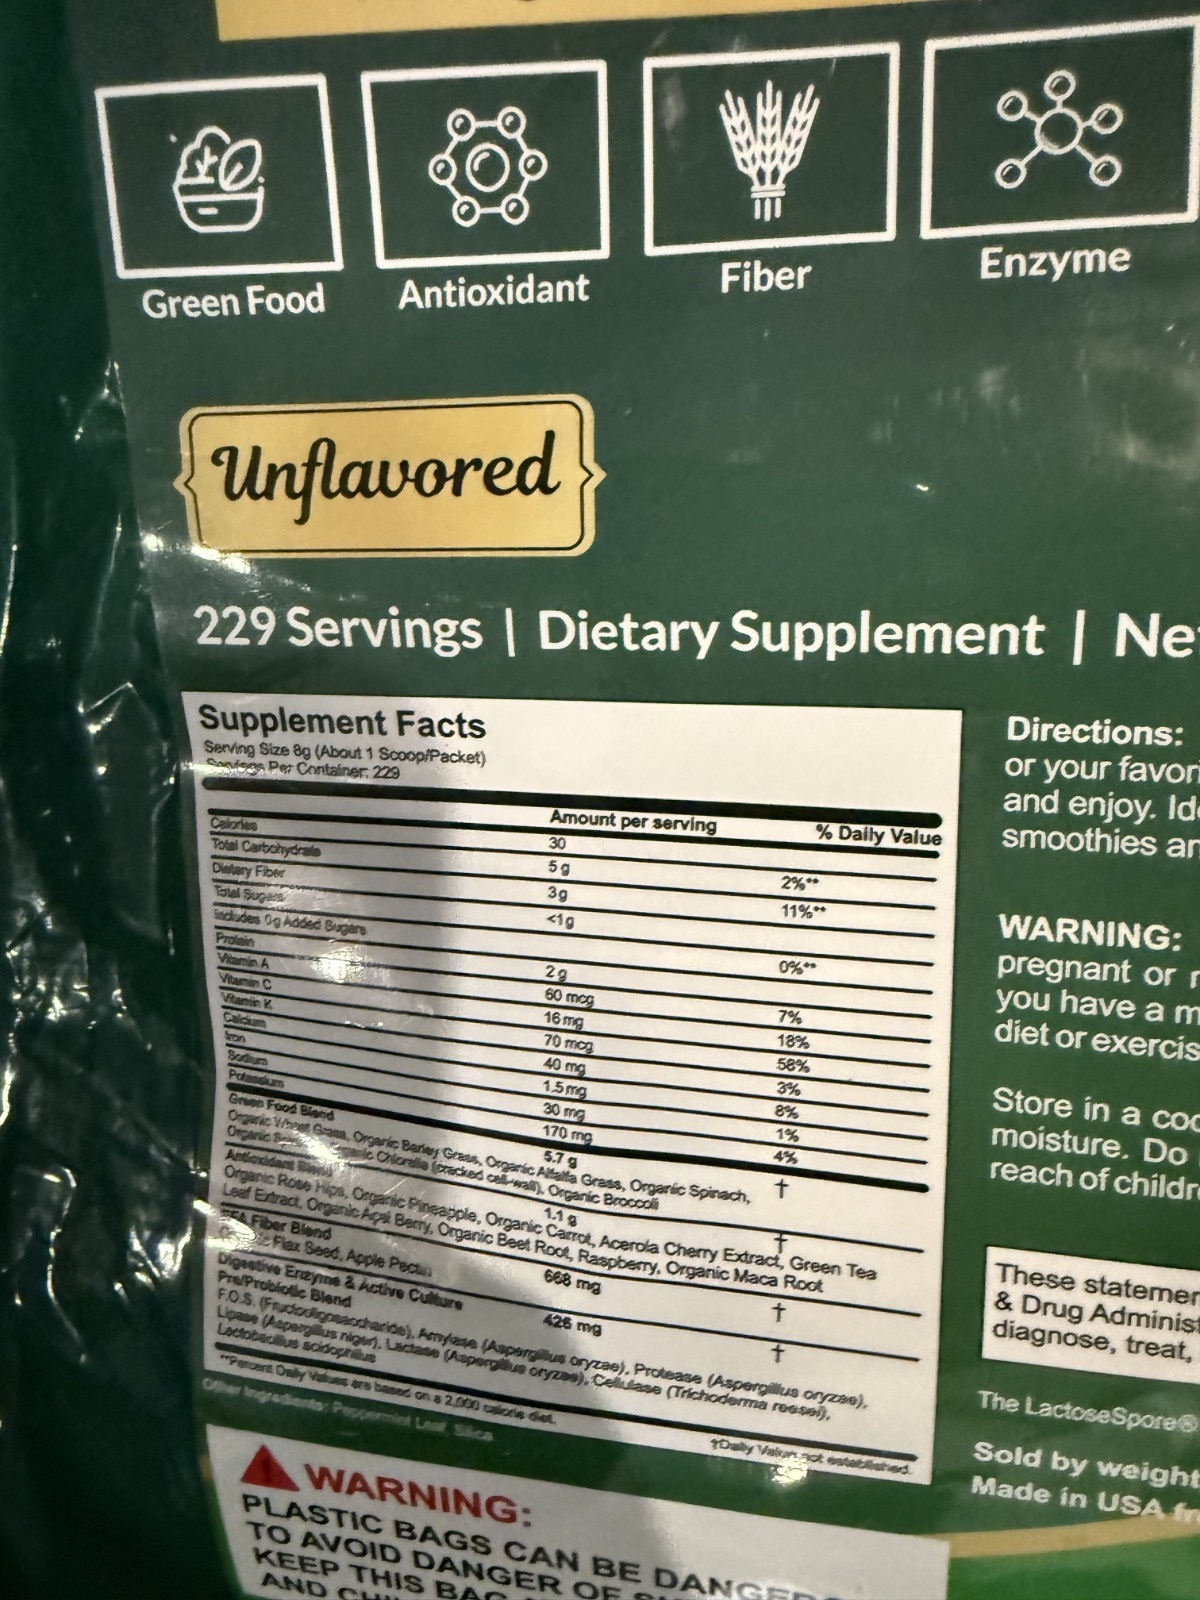 Green Food
Antioxidant
Fiber
Enzyme
Unflavored
229 Servings | Dietary Supplement | Ne
Supplement Facts
Serving Size 8g (About 1 Scoop/Packet)
Servings Per Container: 229
Amount per serving % Daily Value
Calories 30
Total Carbohydrate 5 g 2%**
Dietary Fiber 3g 11%**
Total Sugars <1g
Includes 0g Added Sugars 0%**
Protein 2 g
Vitamin A 60 mcg 7%
Vitamin C 16 mg 18%
Vitamin K 70 mcg 58%
Calcium 40 mg 3%
Iron 1.5 mg 8%
Sodium 30 mg 1%
Potassium 170 mg 4%
Green Food Blend 5.7 g †
Organic Wheat Grass, Organic Barley Grass, Organic Alfalfa Grass, Organic Spinach,
Organic Chlorella (cracked cell-wall), Organic Broccoli
Antioxidant Blend 1.1 g †
Organic Rose Hips, Organic Pineapple, Organic Carrot, Acerola Cherry Extract, Green Tea
Leaf Extract, Organic Açaí Berry, Organic Beet Root, Raspberry, Organic Maca Root
EFA Fiber Blend 668 mg †
Flax Seed, Apple Pectin
Digestive Enzyme & Active Culture
Pre/Probiotic Blend 426 mg †
F.O.S. (Fructooligosaccharide), Amylase (Aspergillus oryzae), Protease (Aspergillus oryzae),
Lipase (Aspergillus niger), Lactase (Aspergillus oryzae), Cellulase (Trichoderma reesei),
Lactobacillus acidophilus
**Percent Daily Values are based on a 2,000 calorie diet.
†Daily Value not established.
Other Ingredients: Peppermint Leaf, Silica
WARNING:
PLASTIC BAGS CAN BE DANGEROUS
TO AVOID DANGER OF
KEEP THIS BAG
AND
Directions:
or your favori
and enjoy. Ide
smoothies an
WARNING:
pregnant or n
you have a m
diet or exercis
Store in a coo
moisture. Do
reach of childre
These statemen
& Drug Administ
diagnose, treat,
The LactoseSpore®
Sold by weight
Made in USA fr